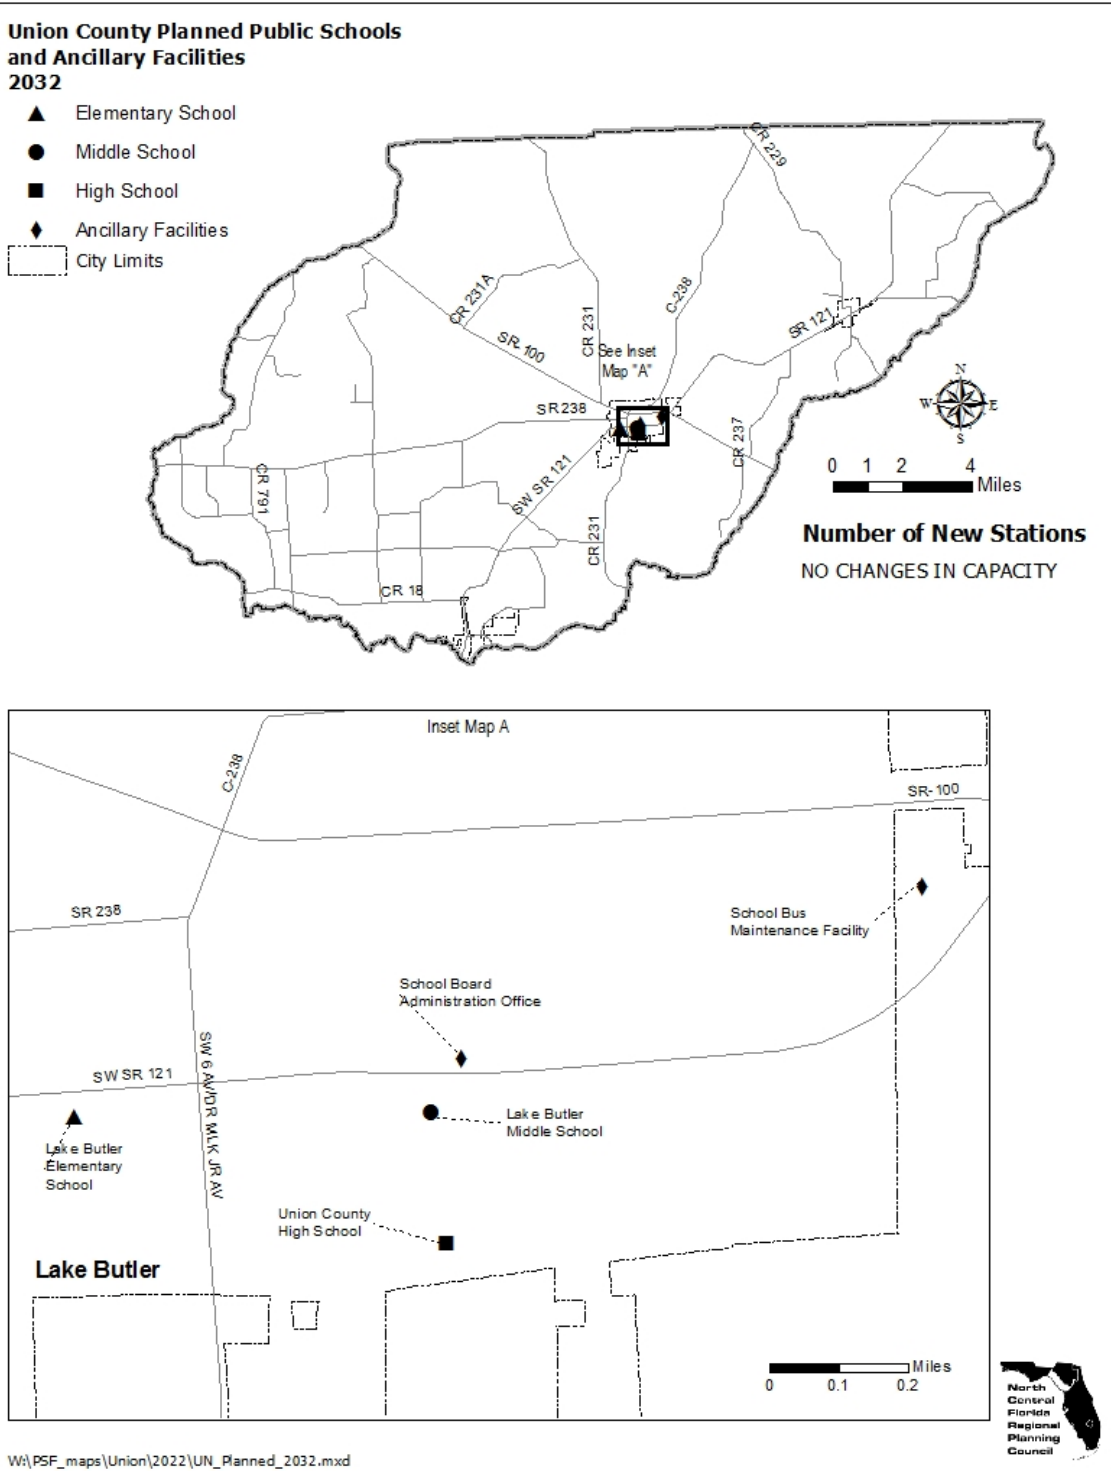 Union County Planned Public Schools
and Ancillary Facilities
2032
Elementary School
Middle School
High School
Ancillary Facilities
City Limits
CR 229
CR 231A
C-238
CR 231
SR 121
SR 100
See Inset
Map "A"
SR 238
CR 237
SW SR 121
CR 791
CR 231
CR 18
N
W
E
S
0 1 2 4
Miles
Number of New Stations
NO CHANGES IN CAPACITY
Inset Map A
C-238
SR-100
SR 238
School Bus
Maintenance Facility
School Board
Administration Office
SW 6 AV/DR MLK JR AV
SW SR 121
Lake Butler
Middle School
Lake Butler
Elementary
School
Union County
High School
Lake Butler
Miles
0 0.1 0.2
North
Central
Florida
Regional
Planning
Council
W:\PSF_maps\Union\2022\UN_Planned_2032.mxd